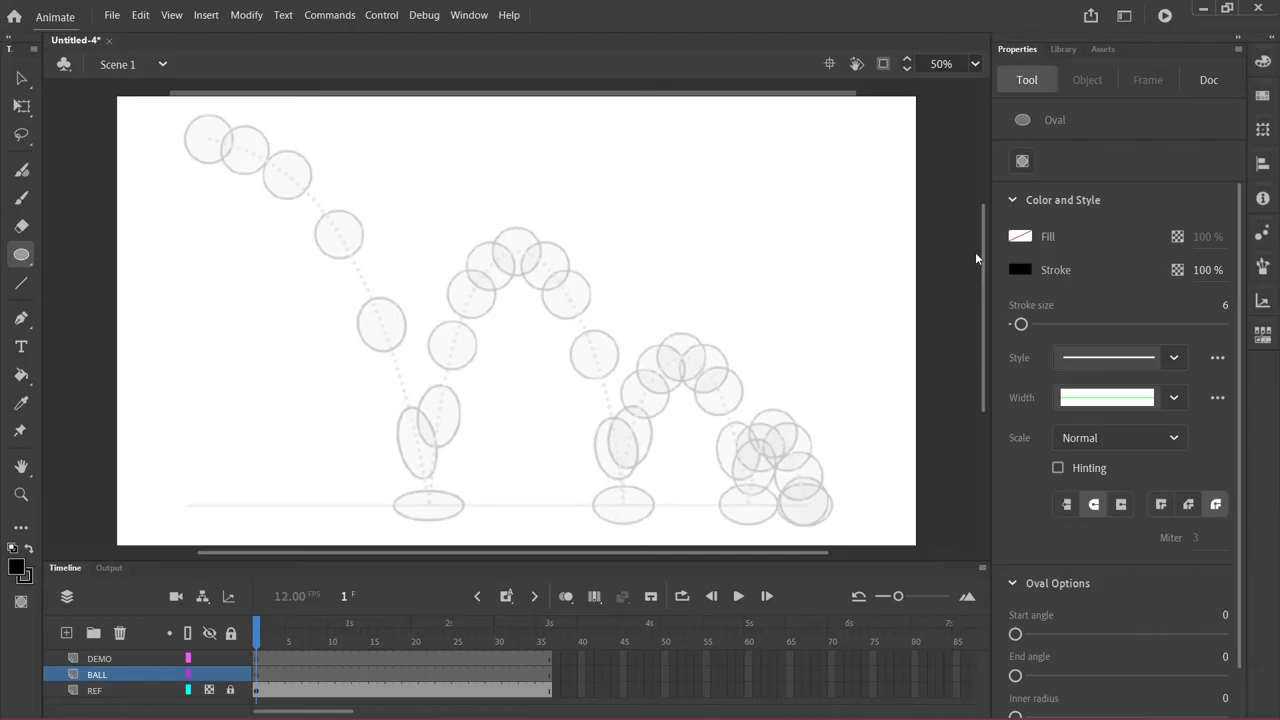 Animate
File Edit View Insert Modify Text Commands Control Debug Window Help
Untitled-4* ×
Properties Library Assets
T.
Scene 1
50%
Tool Object Frame Doc
Oval
Color and Style
Fill 100 %
Stroke 100 %
Stroke size 6
Style
Width
Scale Normal
Hinting
Miter 3
Oval Options
Start angle 0
End angle 0
Inner radius 0
Timeline Output
12.00 FPS 1 F
1s 2s 3s 4s 5s 6s 7s
5 10 15 20 25 30 35 40 45 50 55 60 65 70 75 80 85
DEMO
BALL
REF